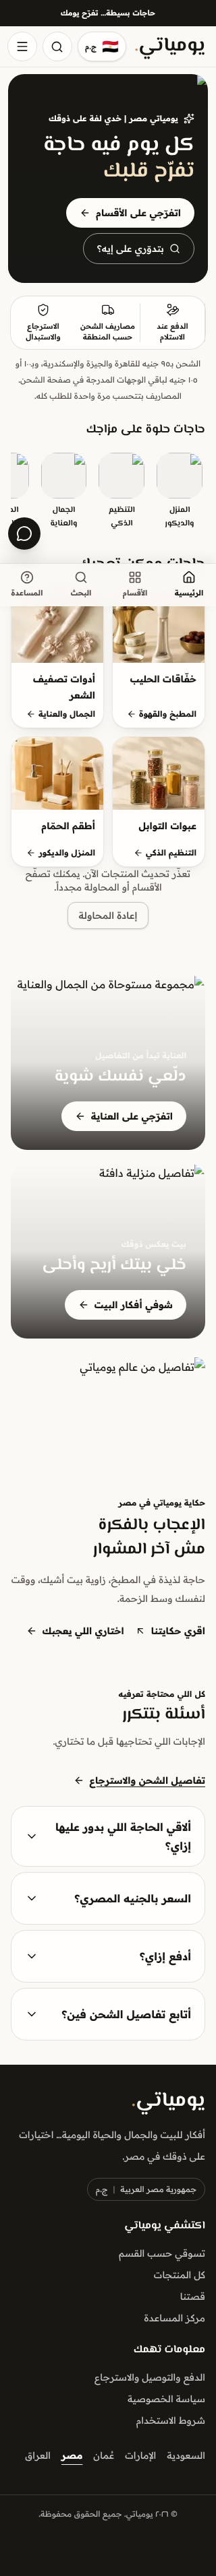 حاجات بسيطة... تفرّح يومك
يومياتي.
ج.م
يومياتي مصر | خدي لفة على ذوقك
كل يوم فيه حاجة
تفرّح قلبك
اتفرّجي على الأقسام
بتدوّري على إيه؟
الدفع عند الاستلام
مصاريف الشحن حسب المنطقة
الاسترجاع والاستبدال
الشحن بـ٩٥ جنيه للقاهرة والجيزة والإسكندرية، وبـ١٠٠ أو
١٠٥ جنيه لباقي الوجهات المدرجة في صفحة الشحن.
المصاريف بتتحسب مرة واحدة للطلب كله.
حاجات حلوة على مزاجك
المنزل والديكور
التنظيم الذكي
الجمال والعناية
الرئيسية
الأقسام
البحث
المساعدة
خفّاقات الحليب
المطبخ والقهوة
أدوات تصفيف الشعر
الجمال والعناية
عبوات التوابل
التنظيم الذكي
أطقم الحمّام
المنزل والديكور
تعذّر تحديث المنتجات الآن. يمكنك تصفّح
الأقسام أو المحاولة مجدداً.
إعادة المحاولة
مجموعة مستوحاة من الجمال والعناية
العناية تبدأ من التفاصيل
دلّعي نفسك شوية
اتفرّجي على العناية
تفاصيل منزلية دافئة
بيت يعكس ذوقك
خلي بيتك أريح وأحلى
شوفي أفكار البيت
تفاصيل من عالم يومياتي
حكاية يومياتي في مصر
الإعجاب بالفكرة
مش آخر المشوار
حاجة لذيذة في المطبخ، زاوية بيت أشيك، ووقت
لنفسك وسط الزحمة.
اقري حكايتنا
اختاري اللي يعجبك
كل اللي محتاجة تعرفيه
أسئلة بتتكرر
الإجابات اللي تحتاجيها قبل ما تختاري.
تفاصيل الشحن والاسترجاع
ألاقي الحاجة اللي بدور عليها
إزاي؟
السعر بالجنيه المصري؟
أدفع إزاي؟
أتابع تفاصيل الشحن فين؟
يومياتي.
أفكار للبيت والجمال والحياة اليومية... اختيارات
على ذوقك في مصر.
جمهورية مصر العربية | ج.م
اكتشفي يومياتي
تسوقي حسب القسم
كل المنتجات
قصتنا
مركز المساعدة
معلومات تهمك
الدفع والتوصيل والاسترجاع
سياسة الخصوصية
شروط الاستخدام
السعودية الإمارات عُمان مصر العراق
© ٢٠٢٦ يومياتي. جميع الحقوق محفوظة.